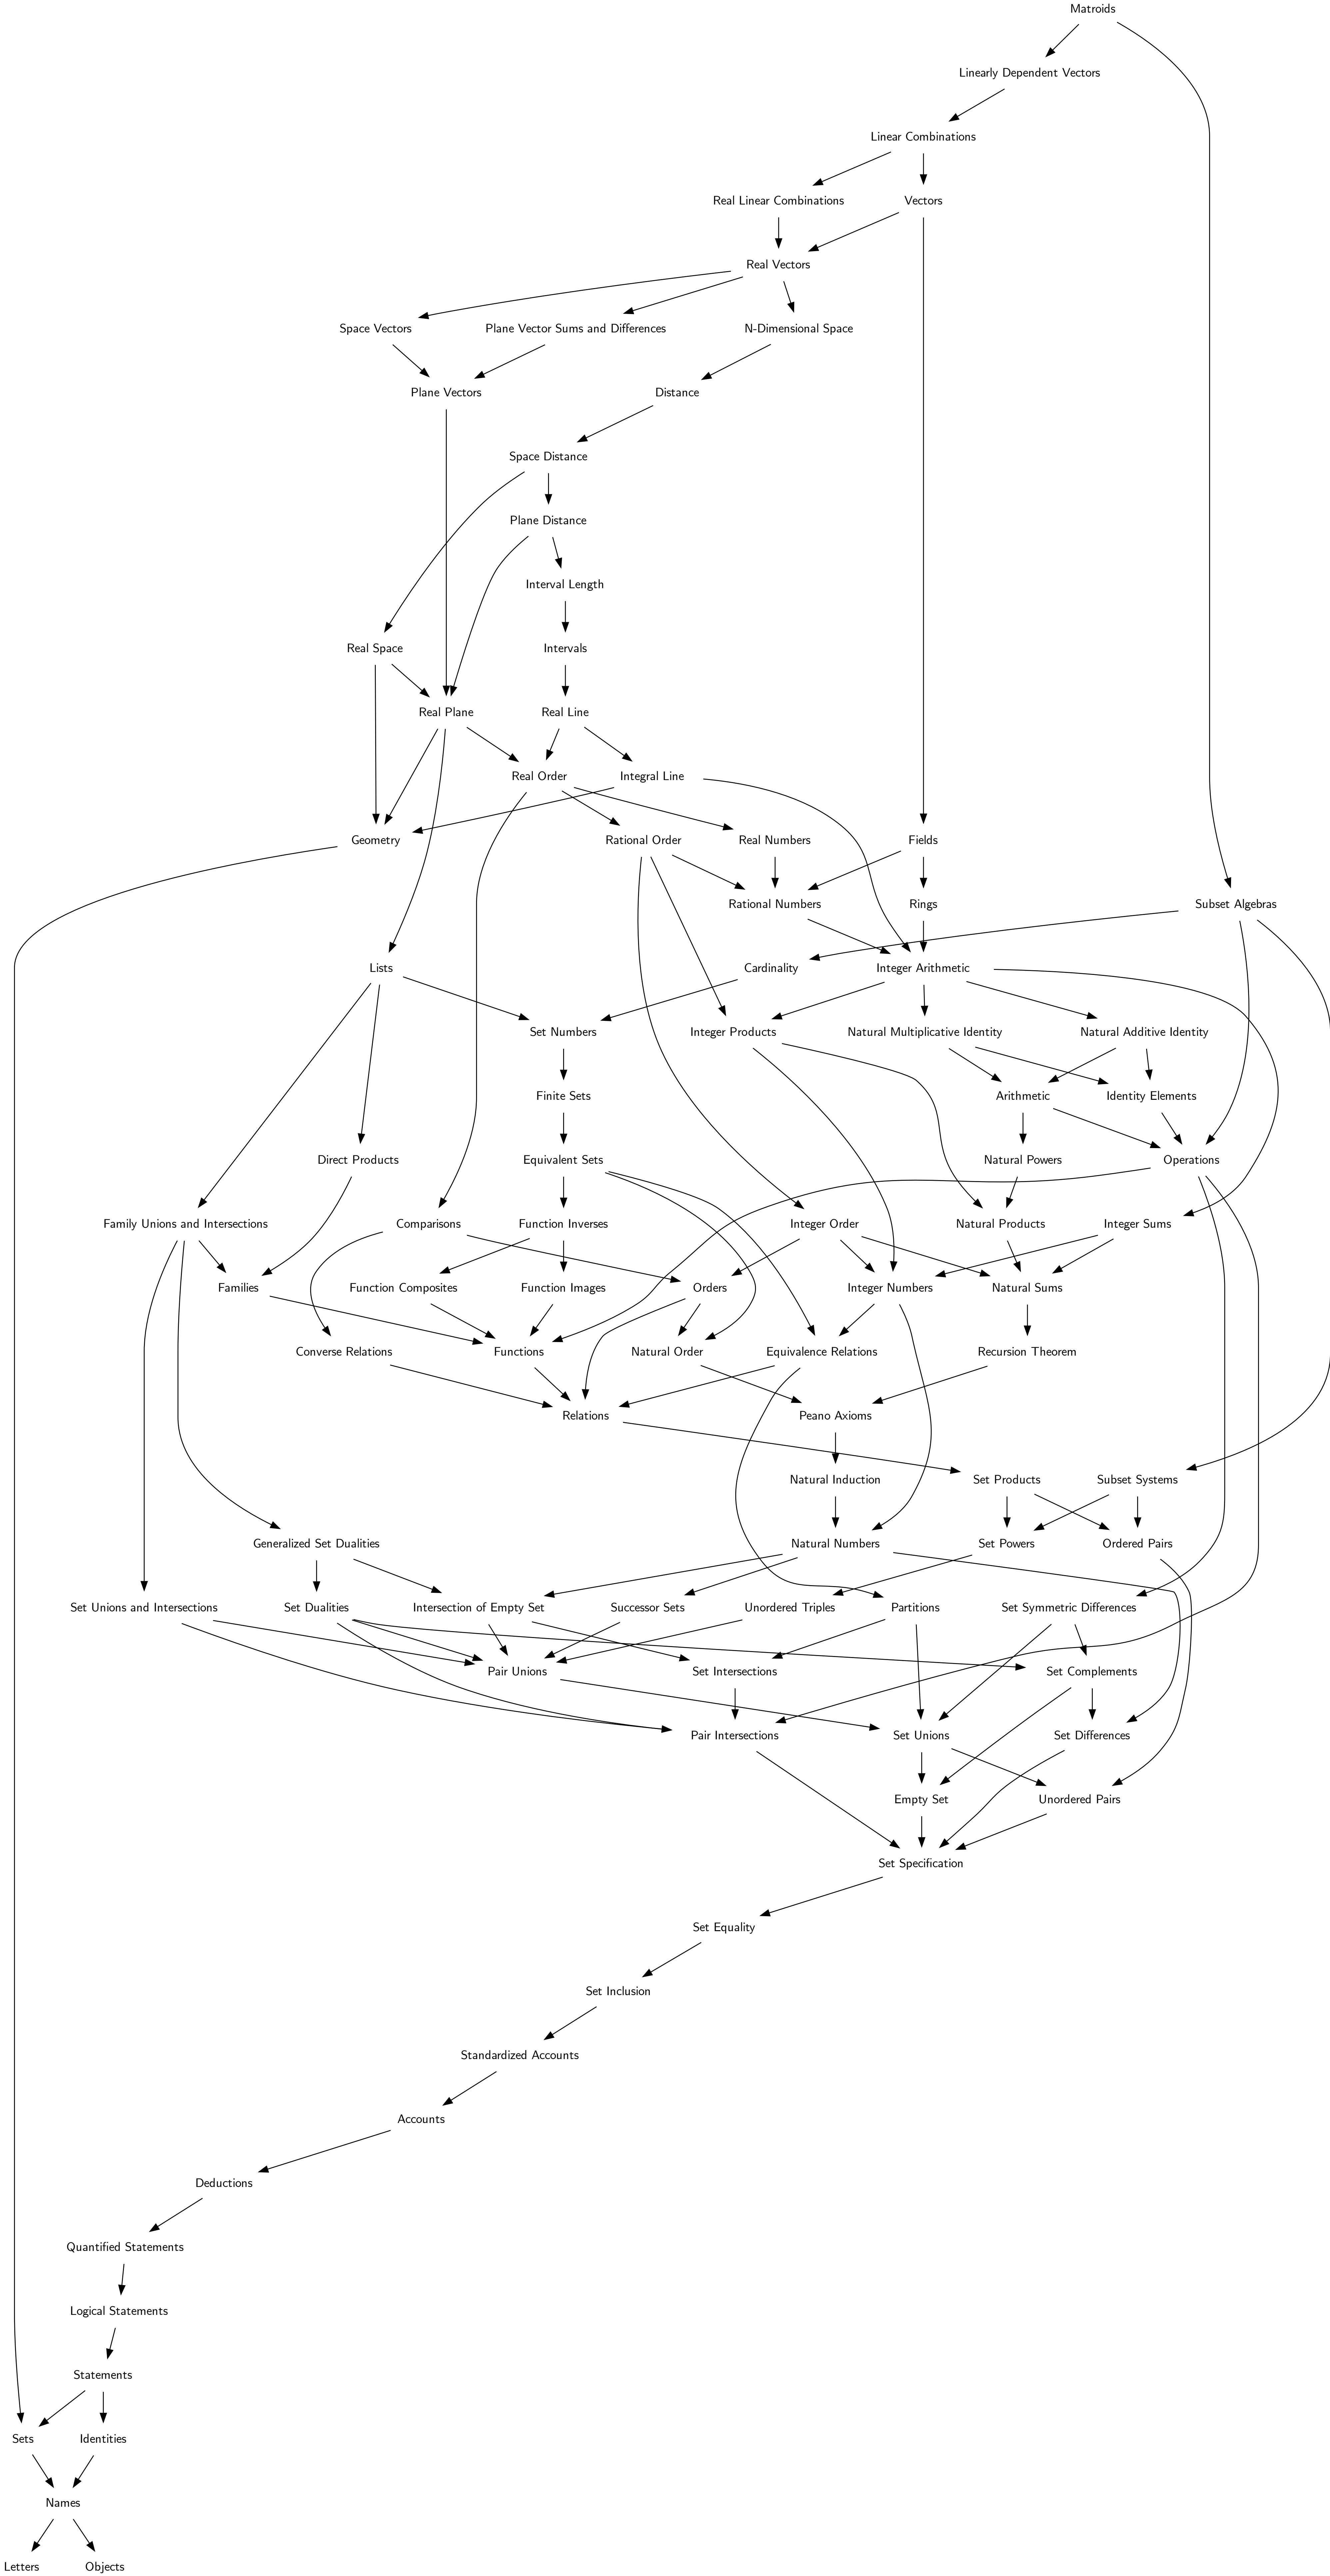 Matroids
Linearly Dependent Vectors
Linear Combinations
Real Linear Combinations
Vectors
Real Vectors
Space Vectors
Plane Vector Sums and Differences
N-Dimensional Space
Plane Vectors
Distance
Space Distance
Plane Distance
Interval Length
Real Space
Intervals
Real Plane
Real Line
Real Order
Integral Line
Geometry
Rational Order
Real Numbers
Fields
Rational Numbers
Rings
Subset Algebras
Lists
Cardinality
Integer Arithmetic
Set Numbers
Integer Products
Natural Multiplicative Identity
Natural Additive Identity
Finite Sets
Arithmetic
Identity Elements
Direct Products
Equivalent Sets
Natural Powers
Operations
Family Unions and Intersections
Comparisons
Function Inverses
Integer Order
Natural Products
Integer Sums
Families
Function Composites
Function Images
Orders
Integer Numbers
Natural Sums
Converse Relations
Functions
Natural Order
Equivalence Relations
Recursion Theorem
Relations
Peano Axioms
Natural Induction
Set Products
Subset Systems
Generalized Set Dualities
Natural Numbers
Set Powers
Ordered Pairs
Set Unions and Intersections
Set Dualities
Intersection of Empty Set
Successor Sets
Unordered Triples
Partitions
Set Symmetric Differences
Pair Unions
Set Intersections
Set Complements
Pair Intersections
Set Unions
Set Differences
Empty Set
Unordered Pairs
Set Specification
Set Equality
Set Inclusion
Standardized Accounts
Accounts
Deductions
Quantified Statements
Logical Statements
Statements
Sets
Identities
Names
Letters
Objects